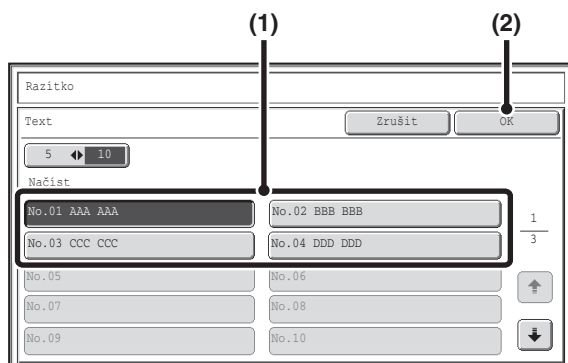 (1) (2)
Razítko
Text Zrušit OK
5 10
Načíst
No.01 AAA AAA No.02 BBB BBB
No.03 CCC CCC No.04 DDD DDD
1
3
No.05 No.06
No.07 No.08
No.09 No.10